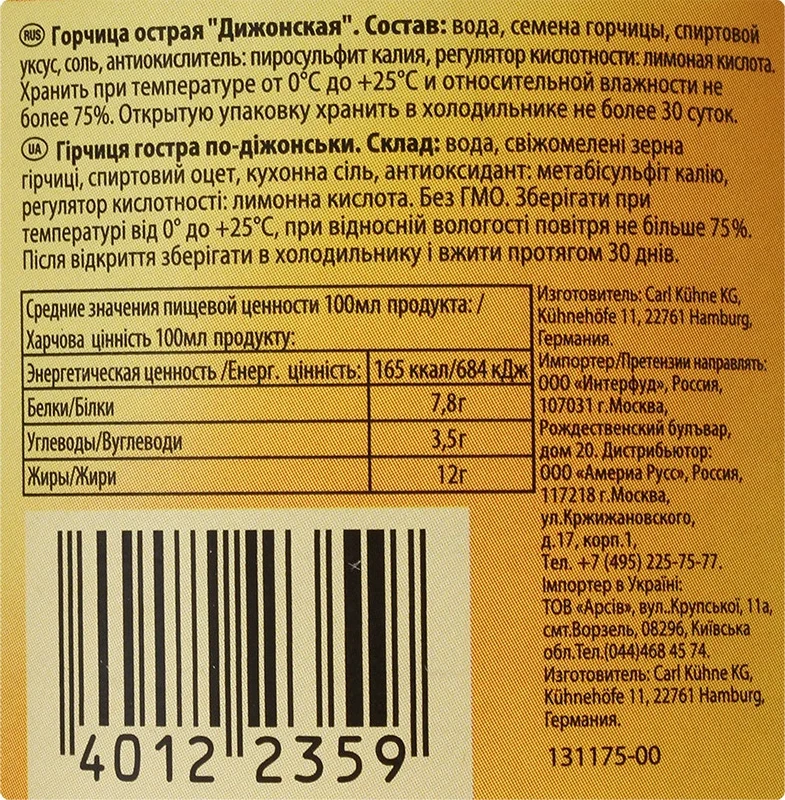 RUS Горчица острая "Дижонская". Состав: вода, семена горчицы, спиртовой
уксус, соль, антиокислитель: пиросульфит калия, регулятор кислотности: лимоная кислота.
Хранить при температуре от 0°C до +25°C и относительной влажности не
более 75%. Открытую упаковку хранить в холодильнике не более 30 суток.
UA Гірчиця гостра по-діжонськи. Склад: вода, свіжомелені зерна
гірчиці, спиртовий оцет, кухонна сіль, антиоксидант: метабісульфіт калію,
регулятор кислотності: лимонна кислота. Без ГМО. Зберігати при
температурі від 0° до +25°C, при відносній вологості повітря не більше 75%.
Після відкриття зберігати в холодильнику і вжити протягом 30 днів.
Средние значения пищевой ценности 100мл продукта: /
Харчова цінність 100мл продукту:
Энергетическая ценность /Енерг. цінність: 165 ккал/684 кДж
Белки/Білки 7,8г
Углеводы/Вуглеводи 3,5г
Жиры/Жири 12г
Изготовитель: Carl Kühne KG,
Kühnehöfe 11, 22761 Hamburg,
Германия.
Импортер/Претензии направлять:
ООО «Интерфуд», Россия,
107031 г.Москва,
Рождественский бульвар,
дом 20. Дистрибьютор:
ООО «Америа Русс», Россия,
117218 г.Москва,
ул.Кржижановского,
д.17, корп.1,
Тел. +7 (495) 225-75-77.
Імпортер в Україні:
ТОВ «Арсів», вул..Крупської, 11а,
смт.Ворзель, 08296, Київська
обл.Тел.(044)468 45 74.
Изготовитель: Carl Kühne KG,
Kühnehöfe 11, 22761 Hamburg,
Германия.
131175-00
4012 2359